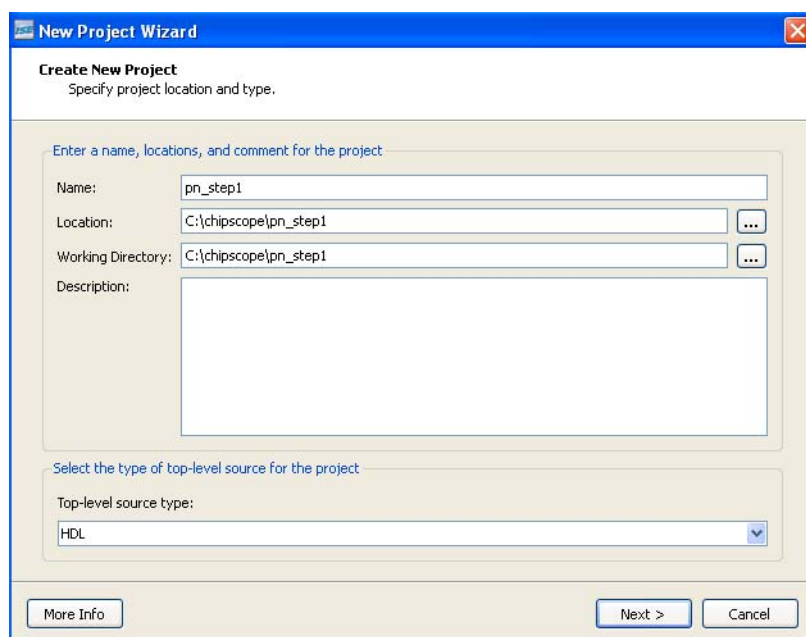 ISE New Project Wizard
Create New Project
Specify project location and type.
Enter a name, locations, and comment for the project
Name: pn_step1
Location: C:\chipscope\pn_step1 ...
Working Directory: C:\chipscope\pn_step1 ...
Description:
Select the type of top-level source for the project
Top-level source type:
HDL
More Info Next > Cancel